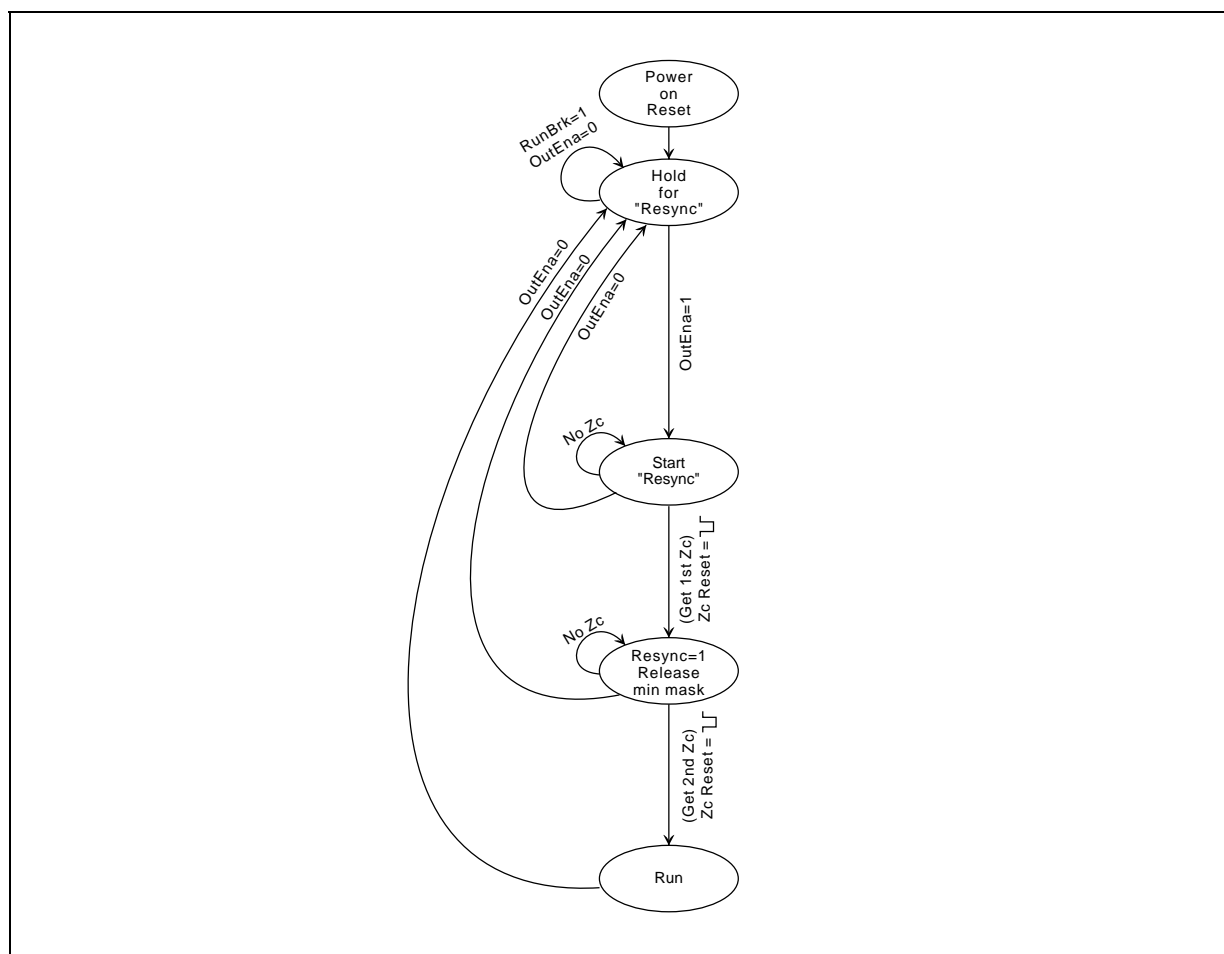 Power
on
Reset
RunBrk=1
OutEna=0
Hold
for
"Resync"
OutEna=0
OutEna=0
OutEna=0
OutEna=1
No Zc
Start
"Resync"
(Get 1st Zc)
Zc Reset =
No Zc
Resync=1
Release
min mask
(Get 2nd Zc)
Zc Reset =
Run